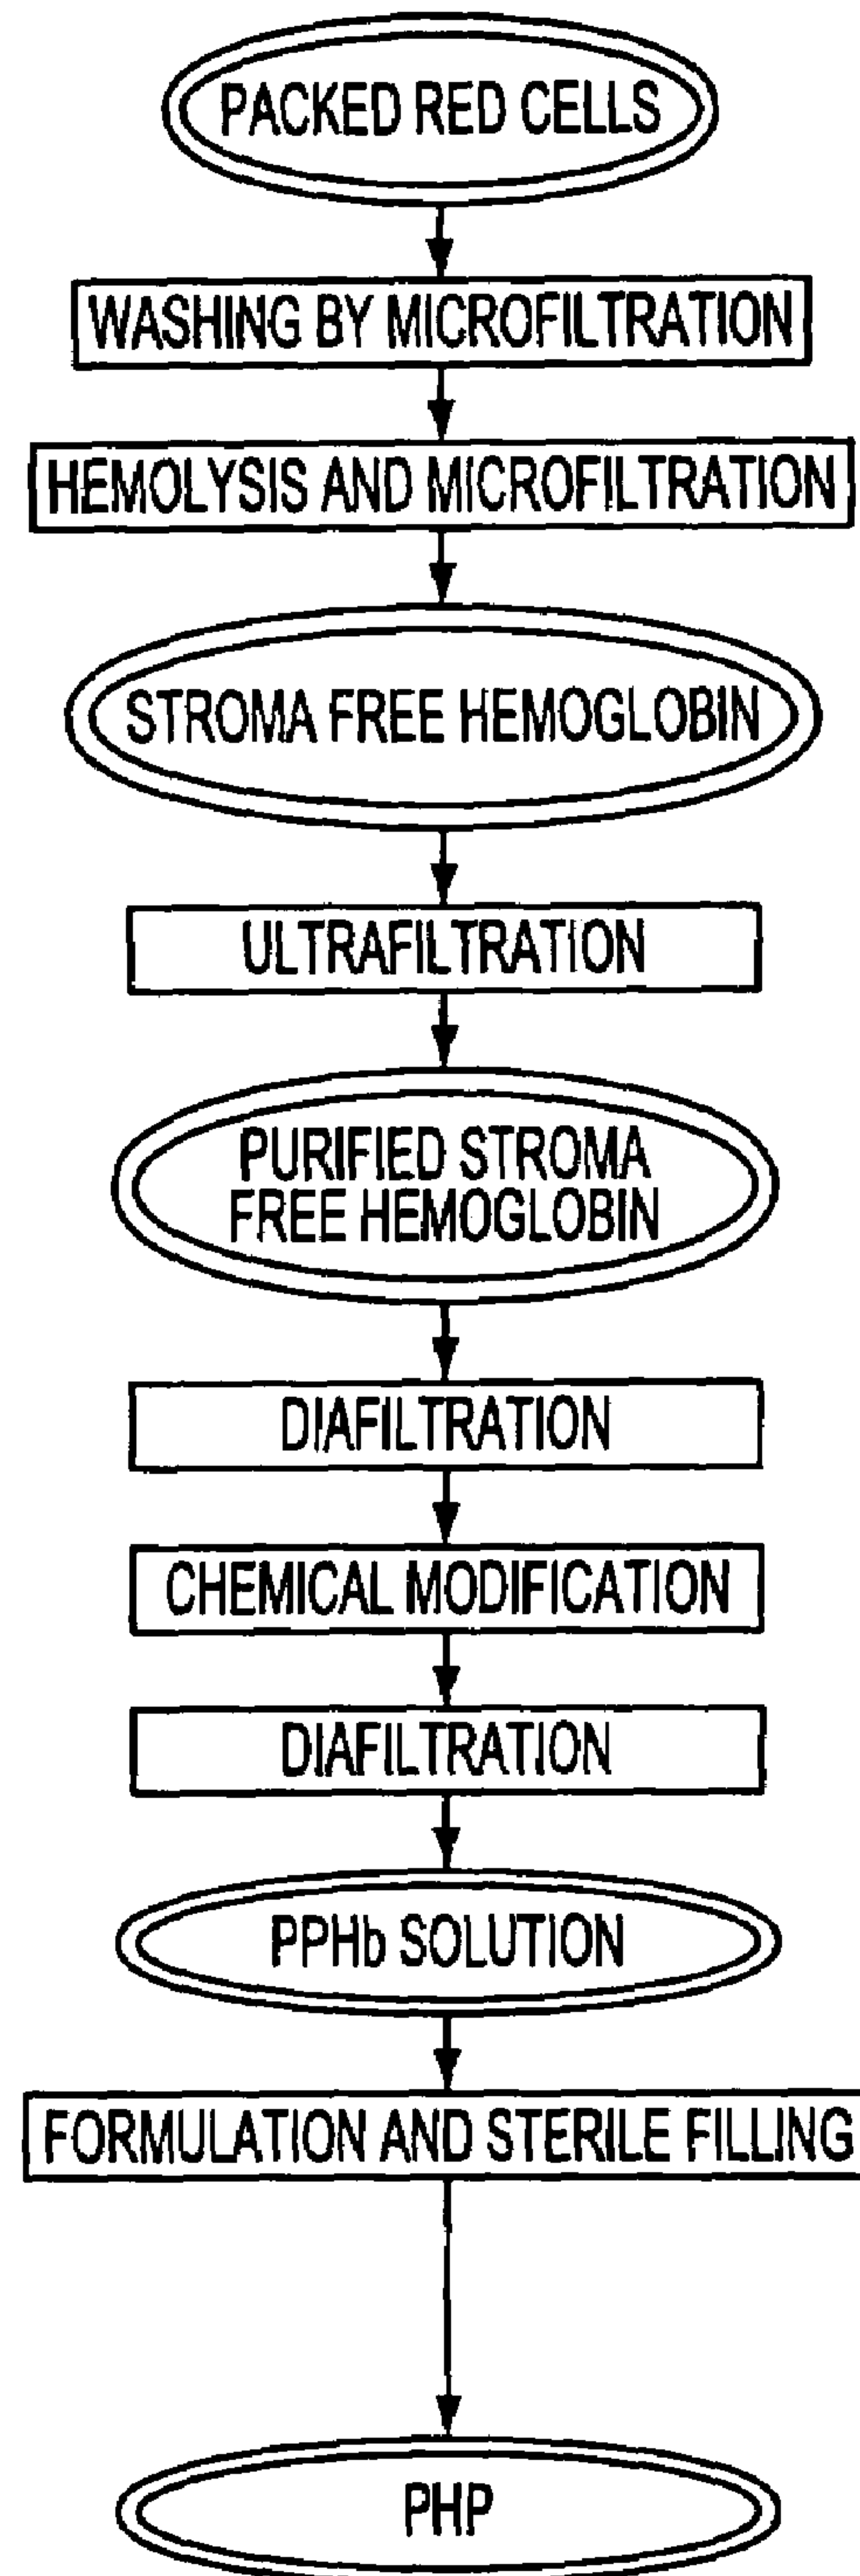 PACKED RED CELLS
WASHING BY MICROFILTRATION
HEMOLYSIS AND MICROFILTRATION
STROMA FREE HEMOGLOBIN
ULTRAFILTRATION
PURIFIED STROMA
FREE HEMOGLOBIN
DIAFILTRATION
CHEMICAL MODIFICATION
DIAFILTRATION
PPHb SOLUTION
FORMULATION AND STERILE FILLING
PHP